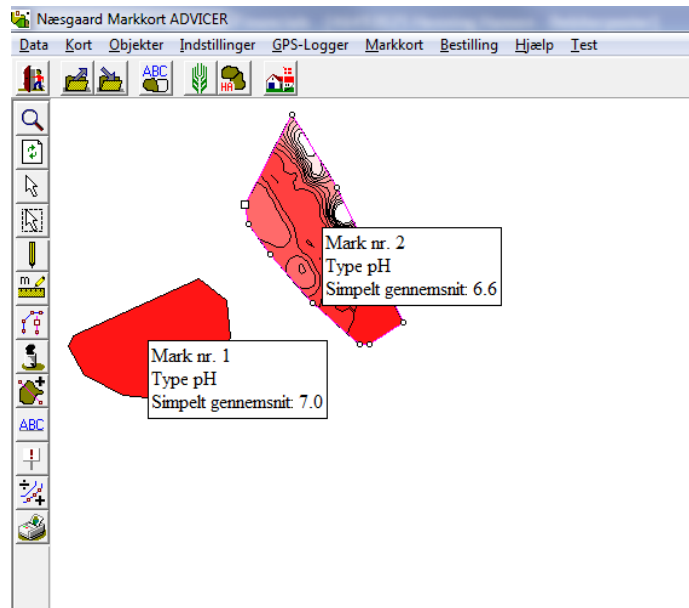 Næsgaard Markkort ADVICER
Data Kort Objekter Indstillinger GPS-Logger Markkort Bestilling Hjælp Test
ABC HA
m
ABC
Mark nr. 2
Type pH
Simpelt gennemsnit: 6.6
Mark nr. 1
Type pH
Simpelt gennemsnit: 7.0